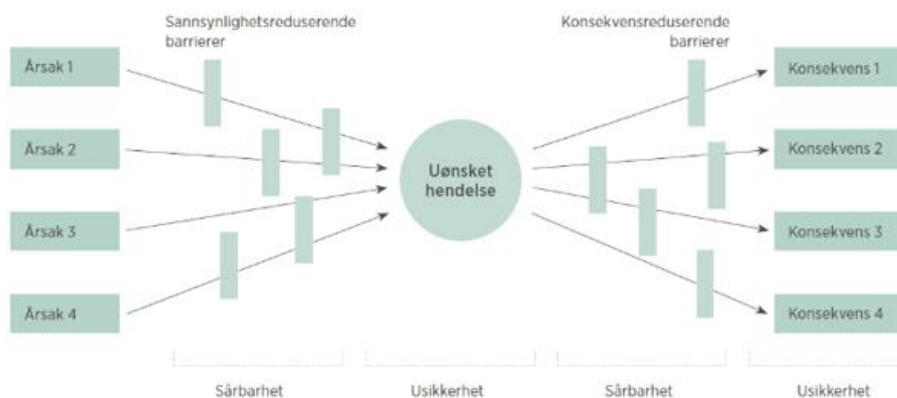 Sannsynlighetsreduserende
barrierer
Konsekvensreduserende
barrierer
Årsak 1
Årsak 2
Årsak 3
Årsak 4
Uønsket
hendelse
Konsekvens 1
Konsekvens 2
Konsekvens 3
Konsekvens 4
Sårbarhet
Usikkerhet
Sårbarhet
Usikkerhet